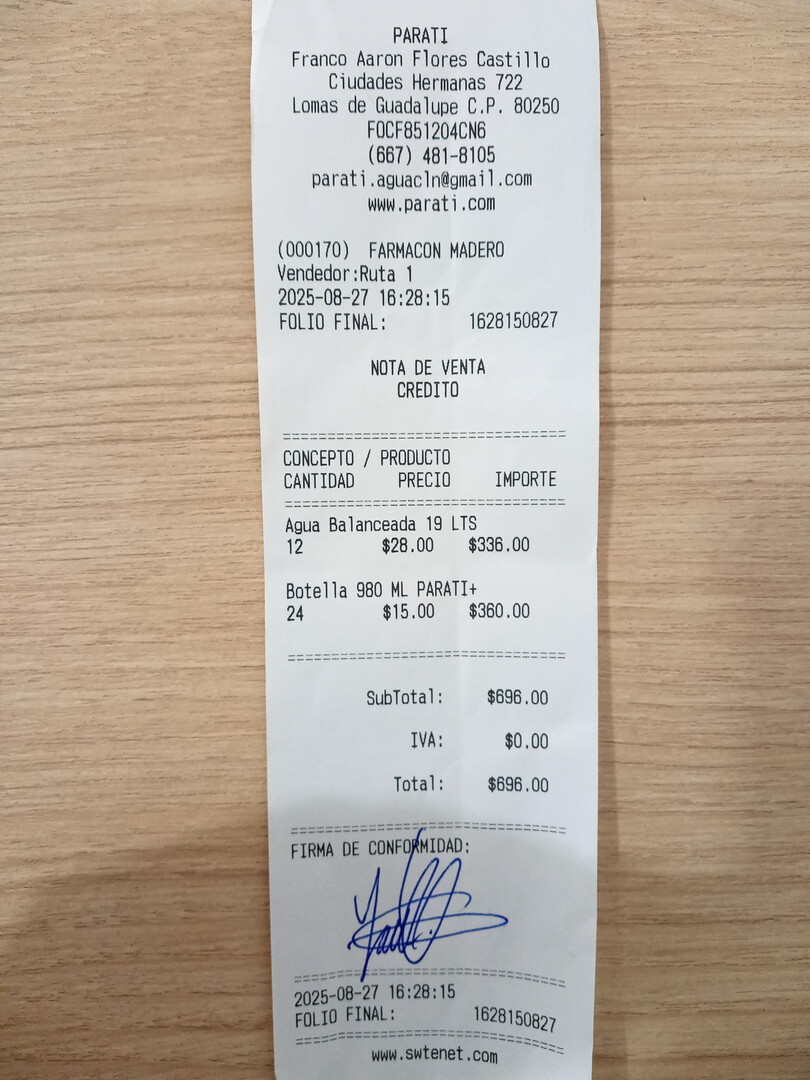 PARATI
Franco Aaron Flores Castillo
Ciudades Hermanas 722
Lomas de Guadalupe C.P. 80250
FOCF851204CN6
(667) 481-8105
parati.aguacln@gmail.com
www.parati.com
(000170) FARMACON MADERO
Vendedor:Ruta 1
2025-08-27 16:28:15
FOLIO FINAL: 1628150827
NOTA DE VENTA
CREDITO
==================================
CONCEPTO / PRODUCTO
CANTIDAD PRECIO IMPORTE
==================================
Agua Balanceada 19 LTS
12 $28.00 $336.00
Botella 980 ML PARATI+
24 $15.00 $360.00
==================================
SubTotal: $696.00
IVA: $0.00
Total: $696.00
==================================
FIRMA DE CONFORMIDAD:
==================================
2025-08-27 16:28:15
FOLIO FINAL: 1628150827
==================================
www.swtenet.com